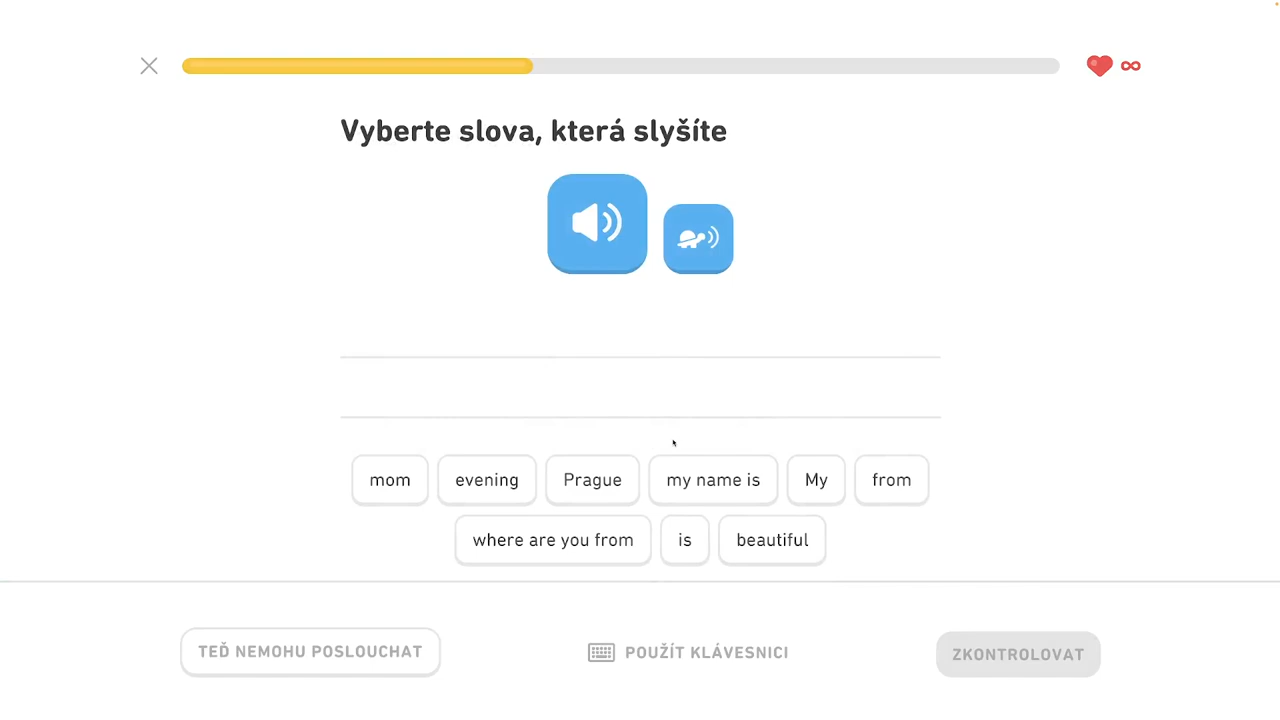 Vyberte slova, která slyšíte
mom evening Prague my name is My from
where are you from is beautiful
TEĎ NEMOHU POSLOUCHAT POUŽÍT KLÁVESNICI ZKONTROLOVAT